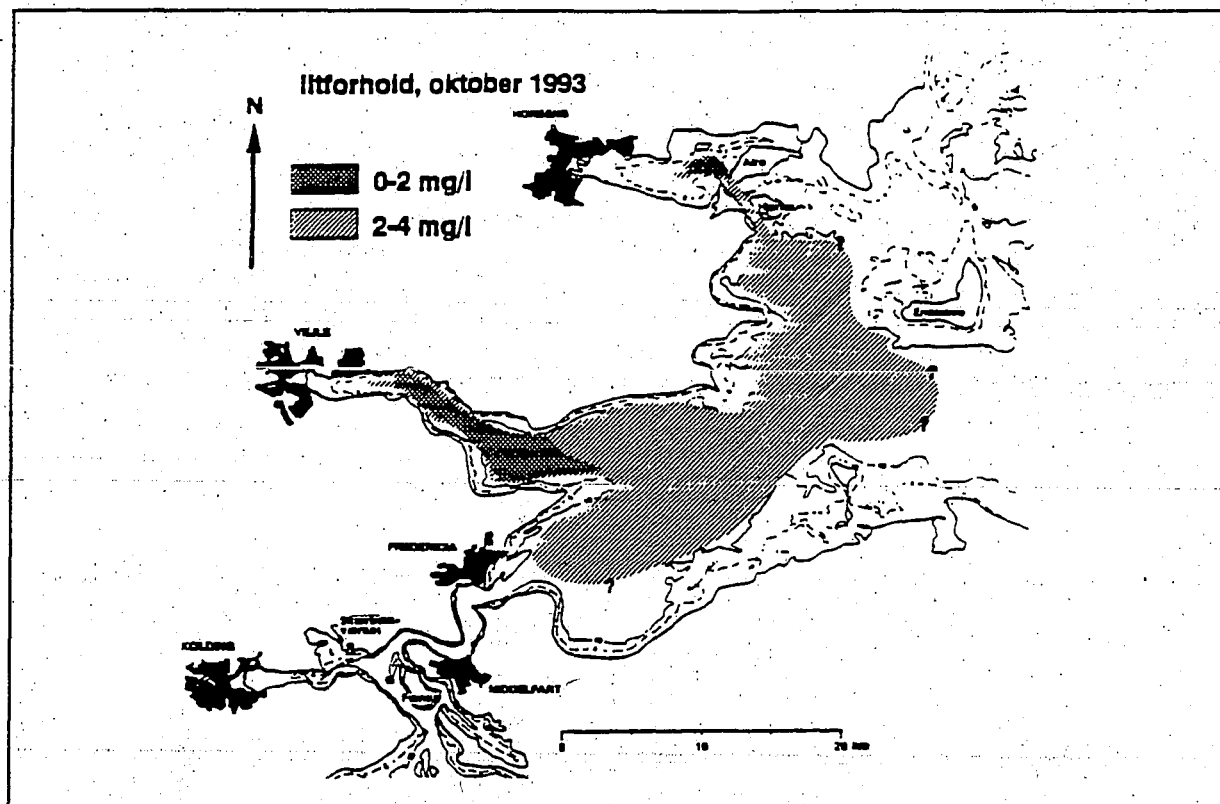 Iltforhold, oktober 1993
N
HORSENS
0-2 mg/l
2-4 mg/l
VEJLE
FREDERICIA
?
KOLDING
MIDDELFART
0 10 20 km